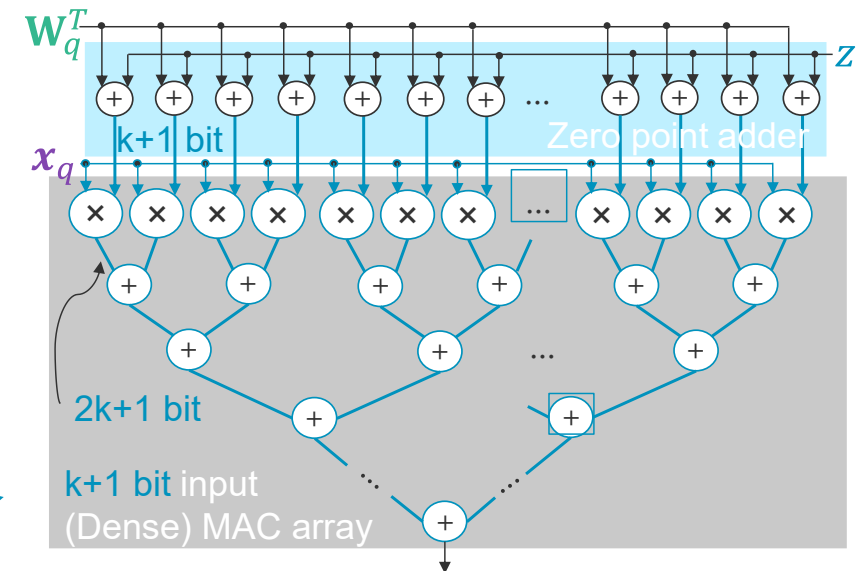 W_q^T
z
+ + + + + + + ... + + + +
k+1 bit
Zero point adder
x_q
× × × × × × × ... × × × ×
+ + + + + +
+ + ... +
2k+1 bit
+ +
k+1 bit input
... ...
(Dense) MAC array
+